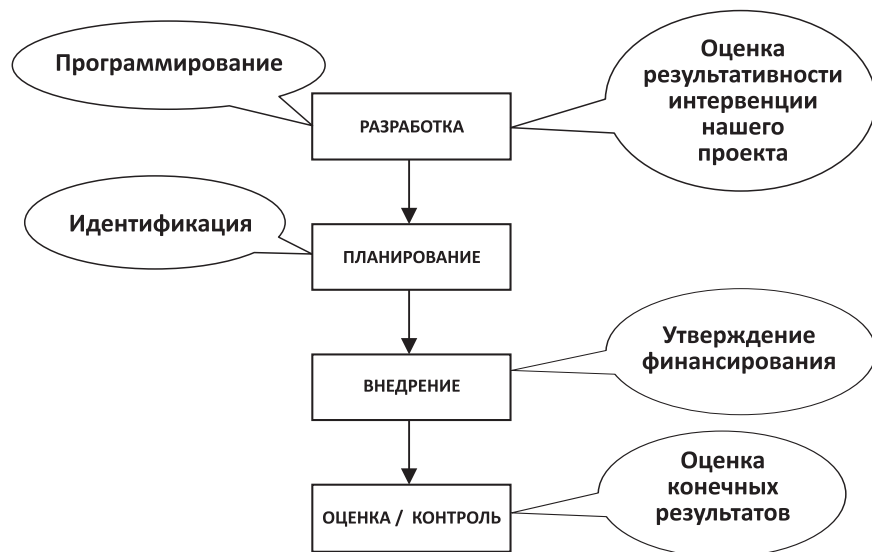 Программирование
Оценка
результативности
интервенции
нашего
проекта
РАЗРАБОТКА
Идентификация
ПЛАНИРОВАНИЕ
Утверждение
финансирования
ВНЕДРЕНИЕ
Оценка
конечных
результатов
ОЦЕНКА / КОНТРОЛЬ